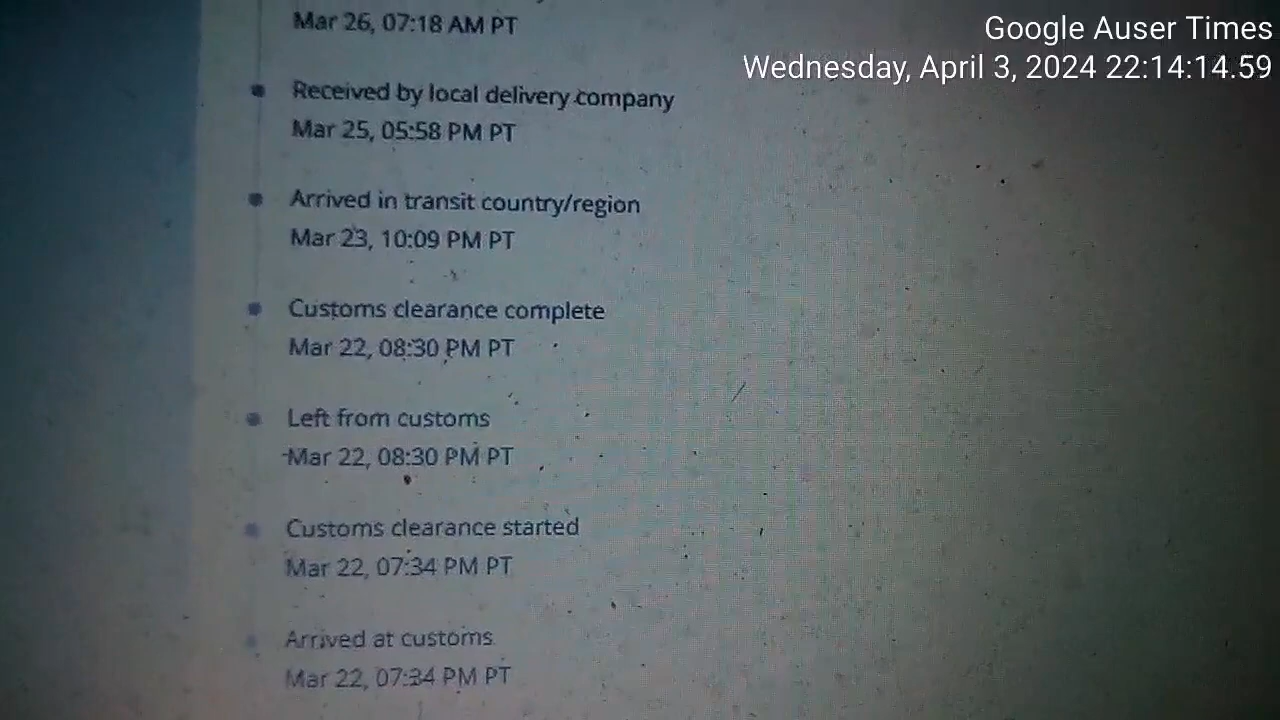 Google Auser Times
Wednesday, April 3, 2024 22:14:14.59
Mar 26, 07:18 AM PT
Received by local delivery company
Mar 25, 05:58 PM PT
Arrived in transit country/region
Mar 23, 10:09 PM PT
Customs clearance complete
Mar 22, 08:30 PM PT
Left from customs
Mar 22, 08:30 PM PT
Customs clearance started
Mar 22, 07:34 PM PT
Arrived at customs
Mar 22, 07:34 PM PT